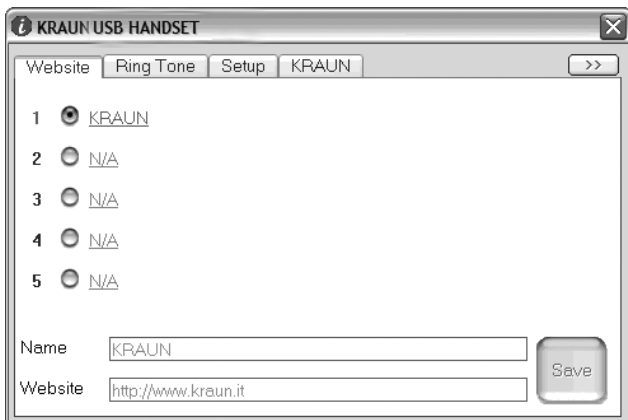 KRAUN USB HANDSET
Website Ring Tone Setup KRAUN >>
1 KRAUN
2 N/A
3 N/A
4 N/A
5 N/A
Name KRAUN
Website http://www.kraun.it
Save